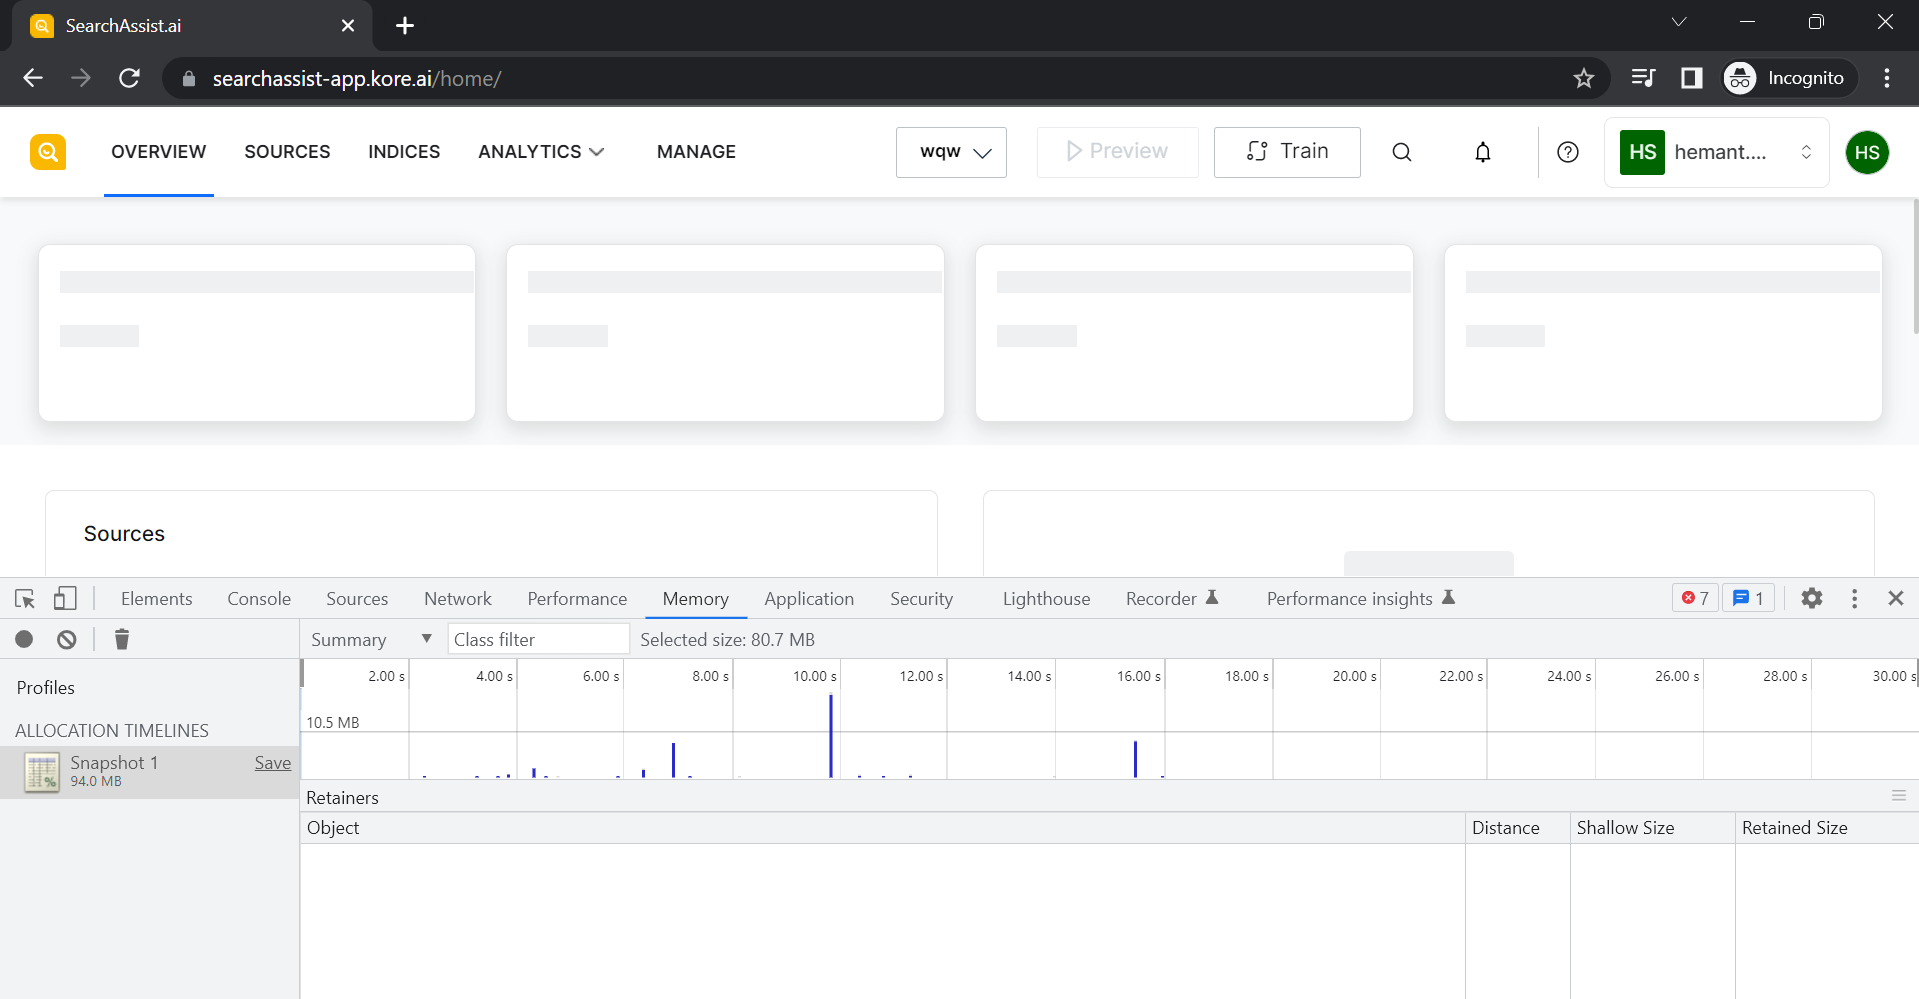 SearchAssist.ai
searchassist-app.kore.ai/home/
Incognito
OVERVIEW SOURCES INDICES ANALYTICS MANAGE wqw Preview Train HS hemant.... HS
Sources
Elements Console Sources Network Performance Memory Application Security Lighthouse Recorder Performance insights 7 1
Summary Class filter Selected size: 80.7 MB
2.00 s 4.00 s 6.00 s 8.00 s 10.00 s 12.00 s 14.00 s 16.00 s 18.00 s 20.00 s 22.00 s 24.00 s 26.00 s 28.00 s 30.00 s
Profiles
10.5 MB
ALLOCATION TIMELINES
Snapshot 1 Save
94.0 MB
Retainers
Object Distance Shallow Size Retained Size